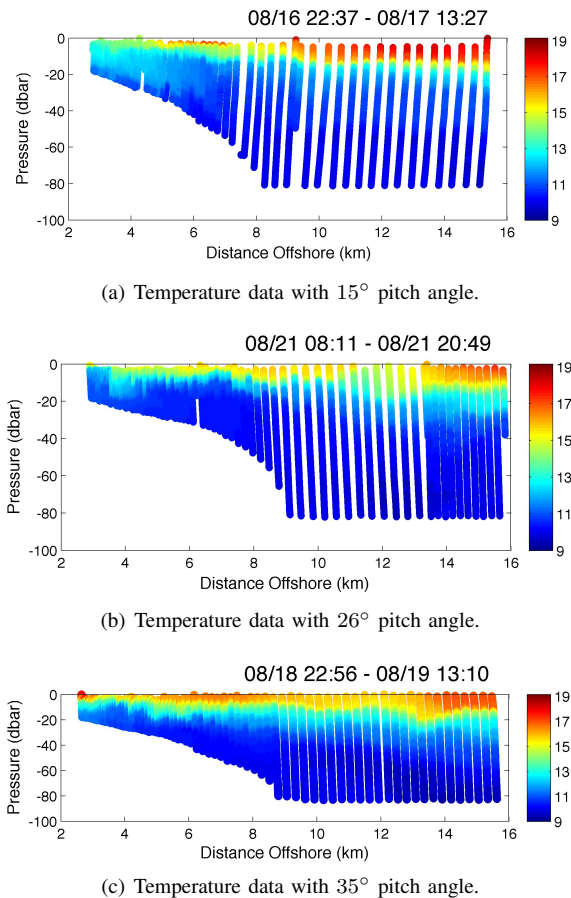 08/16 22:37 - 08/17 13:27
0
-20
-40
-60
-80
-100
Pressure (dbar)
2 4 6 8 10 12 14 16
Distance Offshore (km)
19
17
15
13
11
9
(a) Temperature data with 15° pitch angle.
08/21 08:11 - 08/21 20:49
0
-20
-40
-60
-80
-100
Pressure (dbar)
2 4 6 8 10 12 14 16
Distance Offshore (km)
19
17
15
13
11
9
(b) Temperature data with 26° pitch angle.
08/18 22:56 - 08/19 13:10
0
-20
-40
-60
-80
-100
Pressure (dbar)
2 4 6 8 10 12 14 16
Distance Offshore (km)
19
17
15
13
11
9
(c) Temperature data with 35° pitch angle.